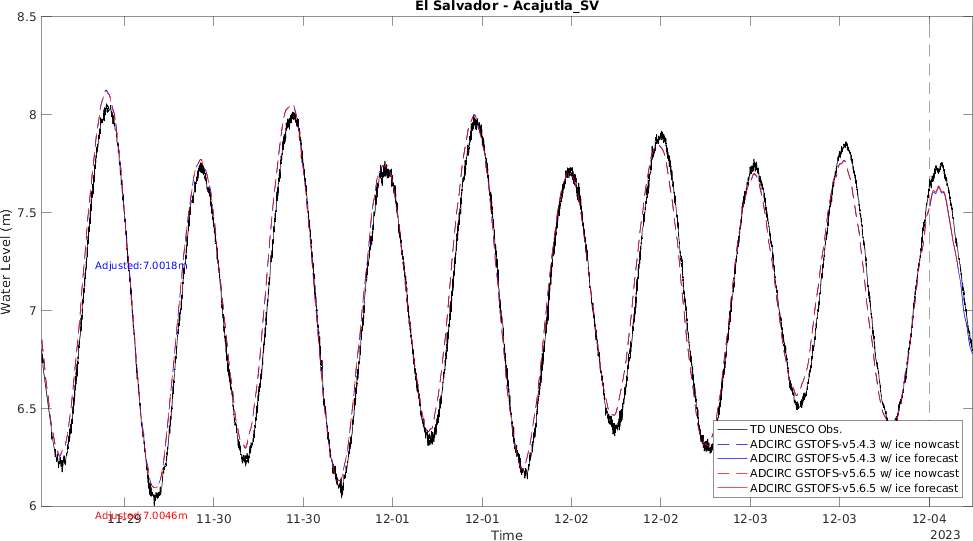 El Salvador - Acajutla_SV
8.5
8
7.5
7
6.5
6
Water Level (m)
Adjusted:7.0018m
Adjusted:7.0046m
TD UNESCO Obs.
ADCIRC GSTOFS-v5.4.3 w/ ice nowcast
ADCIRC GSTOFS-v5.4.3 w/ ice forecast
ADCIRC GSTOFS-v5.6.5 w/ ice nowcast
ADCIRC GSTOFS-v5.6.5 w/ ice forecast
11-29 11-30 11-30 12-01 12-01 12-02 12-02 12-03 12-03 12-04
Time
2023